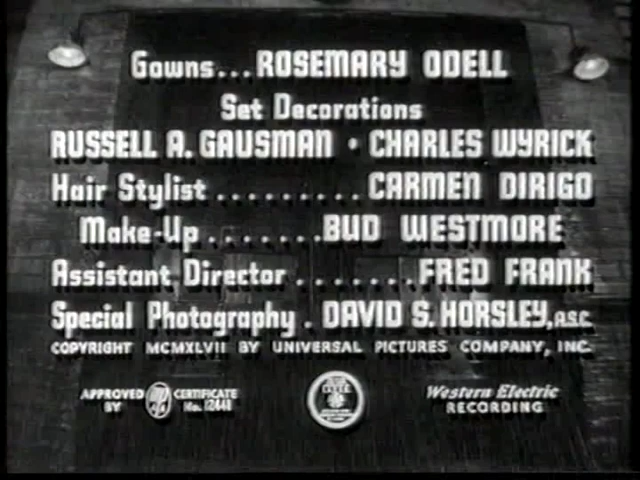 Gowns...ROSEMARY ODELL
Set Decorations
RUSSELL A. GAUSMAN • CHARLES WYRICK
Hair Stylist .......... CARMEN DIRIGO
Make-Up .......BUD WESTMORE
Assistant Director .......FRED FRANK
Special Photography . DAVID S. HORSLEY, A.S.C.
COPYRIGHT MCMXLVII BY UNIVERSAL PICTURES COMPANY, INC.
APPROVED BY
CERTIFICATE No. 12441
Western Electric
RECORDING